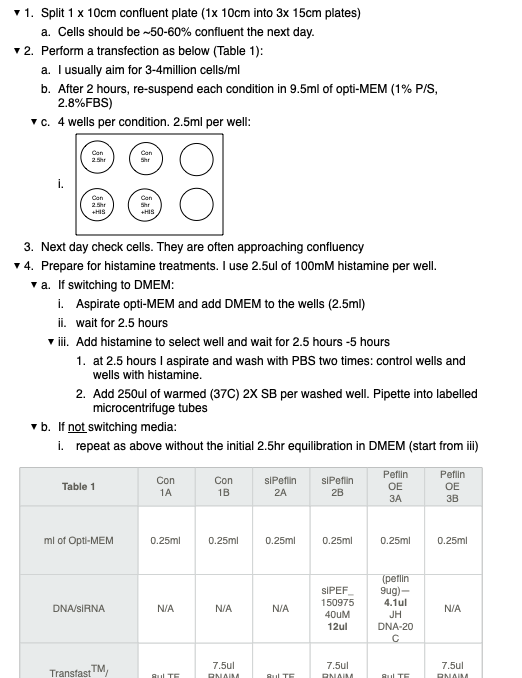 ▾ 1. Split 1 x 10cm confluent plate (1x 10cm into 3x 15cm plates)
a. Cells should be ~50-60% confluent the next day.
▾ 2. Perform a transfection as below (Table 1):
a. I usually aim for 3-4million cells/ml
b. After 2 hours, re-suspend each condition in 9.5ml of opti-MEM (1% P/S,
2.8%FBS)
▾ c. 4 wells per condition. 2.5ml per well:
Con
2.5hr
Con
5hr
i.
Con
2.5hr
+HIS
Con
5hr
+HIS
3. Next day check cells. They are often approaching confluency
▾ 4. Prepare for histamine treatments. I use 2.5ul of 100mM histamine per well.
▾ a. If switching to DMEM:
i. Aspirate opti-MEM and add DMEM to the wells (2.5ml)
ii. wait for 2.5 hours
▾ iii. Add histamine to select well and wait for 2.5 hours -5 hours
1. at 2.5 hours I aspirate and wash with PBS two times: control wells and
wells with histamine.
2. Add 250ul of warmed (37C) 2X SB per washed well. Pipette into labelled
microcentrifuge tubes
▾ b. If not switching media:
i. repeat as above without the initial 2.5hr equilibration in DMEM (start from iii)
Table 1
Con
1A
Con
1B
siPeflin
2A
siPeflin
2B
Peflin
OE
3A
Peflin
OE
3B
ml of Opti-MEM
0.25ml
0.25ml
0.25ml
0.25ml
0.25ml
0.25ml
DNA/siRNA
N/A
N/A
N/A
siPEF_
150975
40uM
12ul
(peflin
9ug)—
4.1ul
JH
DNA-20
C
N/A
Transfast™/
8ul TF
7.5ul
RNAiM
8ul TF
7.5ul
RNAiM
8ul TF
7.5ul
RNAiM